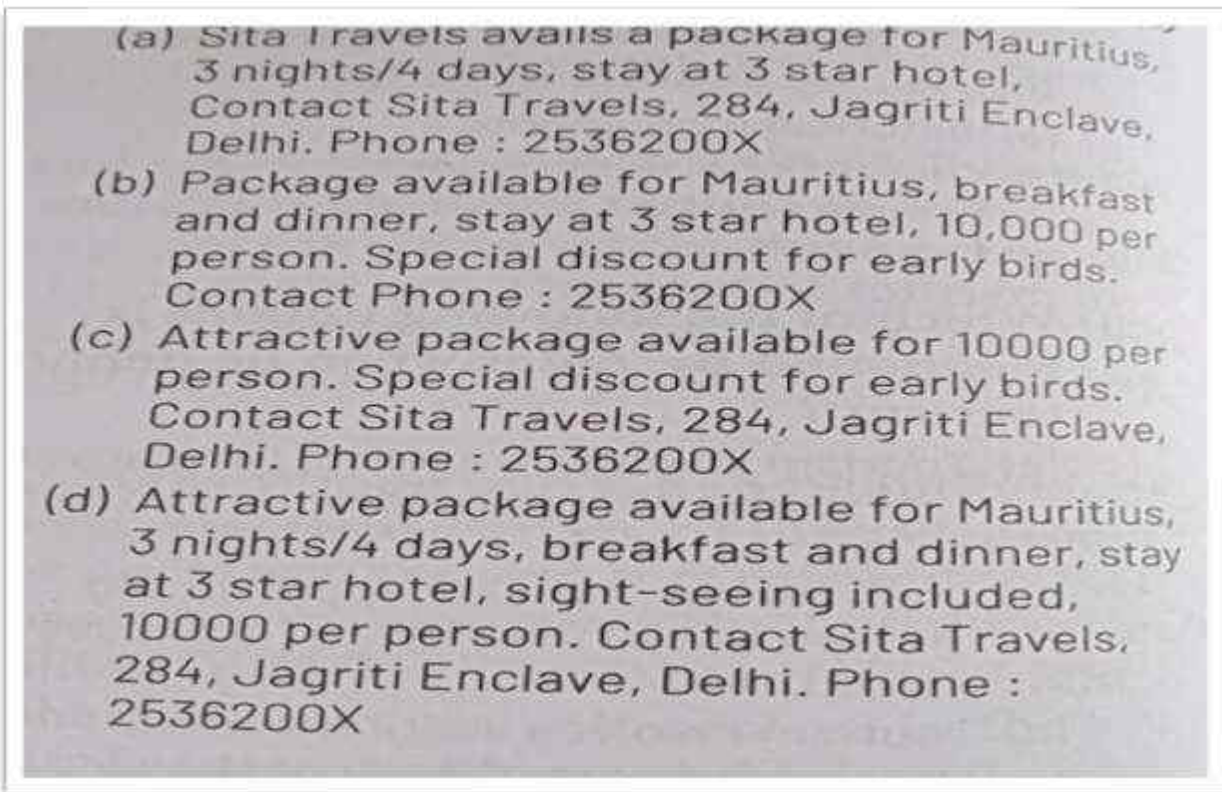 (a) Sita Travels avails a package for Mauritius,
3 nights/4 days, stay at 3 star hotel,
Contact Sita Travels, 284, Jagriti Enclave,
Delhi. Phone : 2536200X
(b) Package available for Mauritius, breakfast
and dinner, stay at 3 star hotel, 10,000 per
person. Special discount for early birds.
Contact Phone : 2536200X
(c) Attractive package available for 10000 per
person. Special discount for early birds.
Contact Sita Travels, 284, Jagriti Enclave,
Delhi. Phone : 2536200X
(d) Attractive package available for Mauritius,
3 nights/4 days, breakfast and dinner, stay
at 3 star hotel, sight-seeing included,
10000 per person. Contact Sita Travels,
284, Jagriti Enclave, Delhi. Phone :
2536200X